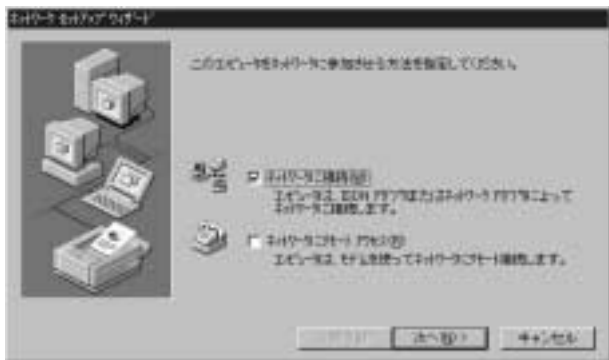 ネットワーク セットアップ ウィザード
このコンピュータをネットワークに参加させる方法を指定してください。
ネットワークに接続(W)
コンピュータは、ISDN アダプタまたはネットワーク アダプタによって
ネットワークに接続します。
ネットワークにリモート アクセス(R)
コンピュータは、モデムを使ってネットワークにリモート接続します。
次へ(N) >
キャンセル